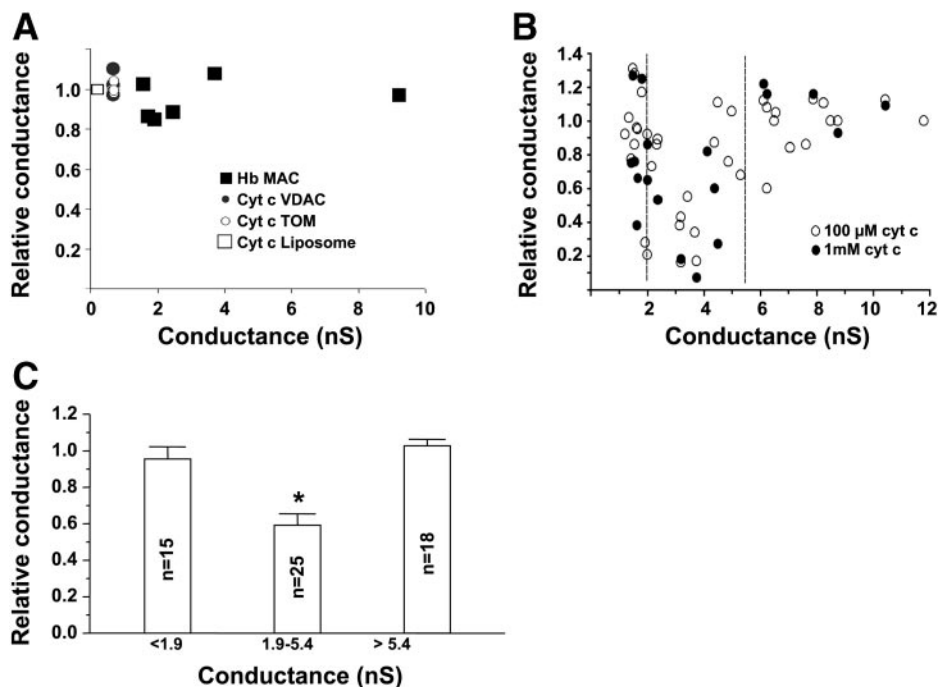 A
Relative conductance
1.0
0.8
0.6
0.4
0.2
Hb MAC
Cyt c VDAC
Cyt c TOM
Cyt c Liposome
0 2 4 6 8 10
Conductance (nS)
B
Relative conductance
1.4
1.2
1.0
0.8
0.6
0.4
0.2
100 µM cyt c
1mM cyt c
0 2 4 6 8 10 12
Conductance (nS)
C
Relative conductance
1.2
1.0
0.8
0.6
0.4
0.2
0.0
n=15
*
n=25
n=18
<1.9 1.9-5.4 > 5.4
Conductance (nS)